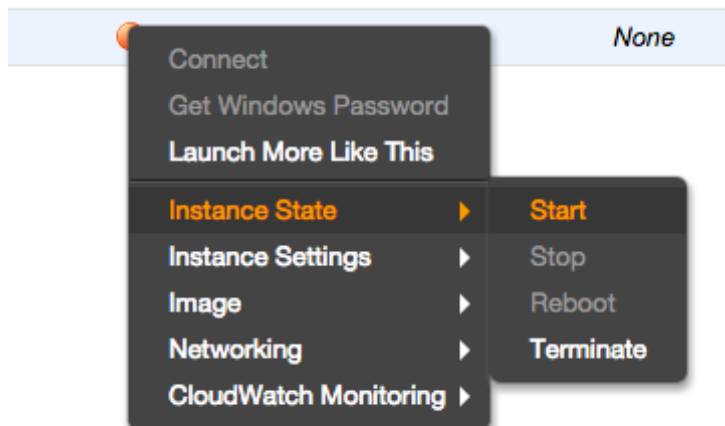 None
Connect
Get Windows Password
Launch More Like This
Instance State
Instance Settings
Image
Networking
CloudWatch Monitoring
Start
Stop
Reboot
Terminate